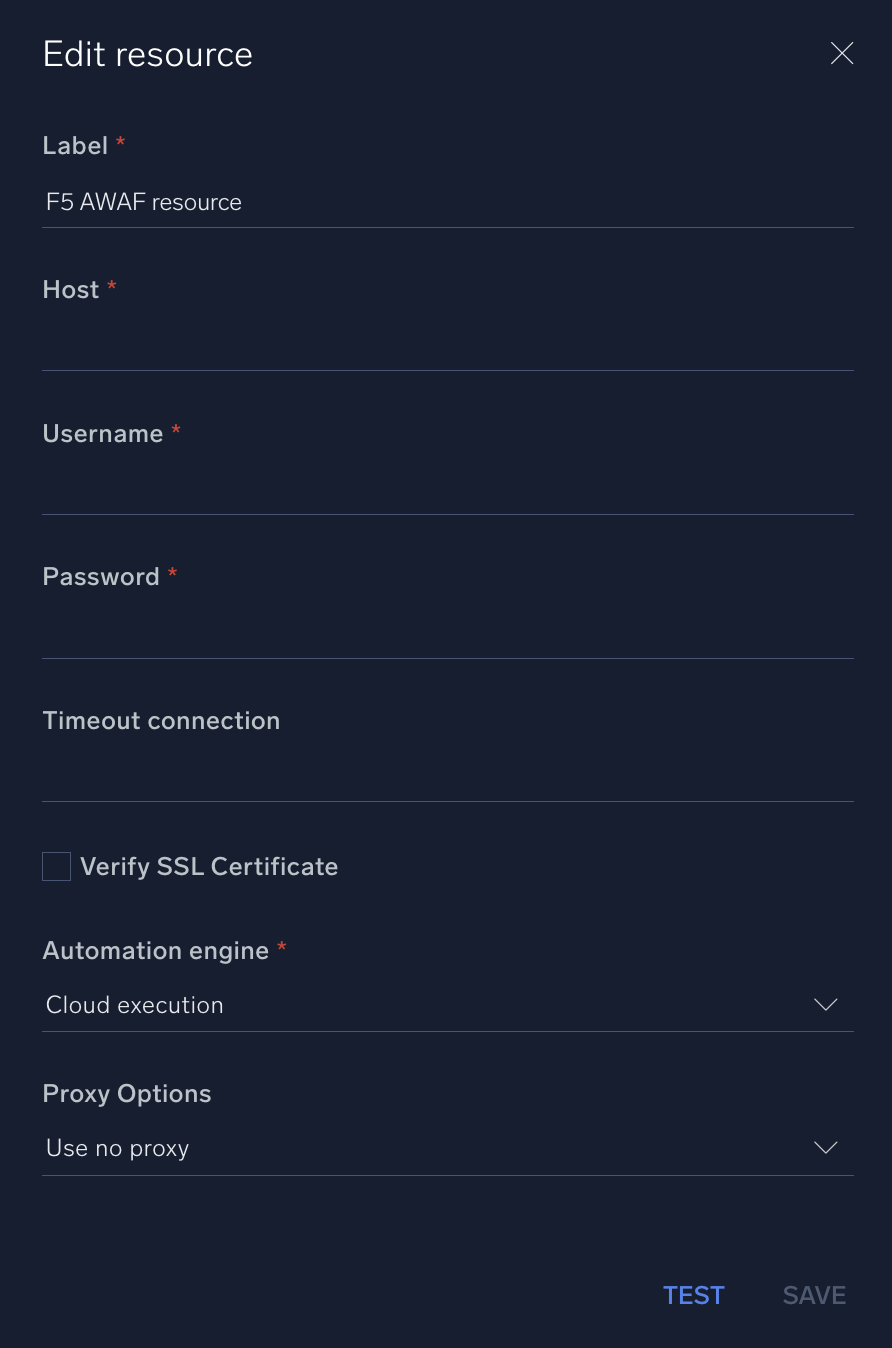 Edit resource
Label *
F5 AWAF resource
Host *
Username *
Password *
Timeout connection
Verify SSL Certificate
Automation engine *
Cloud execution
Proxy Options
Use no proxy
TEST SAVE